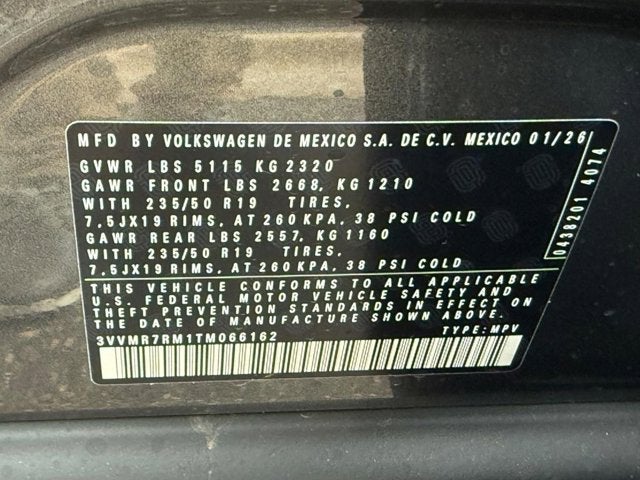 MFD BY VOLKSWAGEN DE MEXICO S.A. DE C.V. MEXICO 01/26
GVWR LBS 5115 KG 2320
GAWR FRONT LBS 2668, KG 1210
WITH 235/50 R19 TIRES,
7,5JX19 RIMS, AT 260 KPA, 38 PSI COLD
GAWR REAR LBS 2557, KG 1160
WITH 235/50 R19 TIRES,
7,5JX19 RIMS, AT 260 KPA, 38 PSI COLD
THIS VEHICLE CONFORMS TO ALL APPLICABLE
U.S. FEDERAL MOTOR VEHICLE SAFETY AND
THEFT PREVENTION STANDARDS IN EFFECT ON
THE DATE OF MANUFACTURE SHOWN ABOVE.
3VVMR7RM1TM066162 TYPE: MPV
0438201 4074